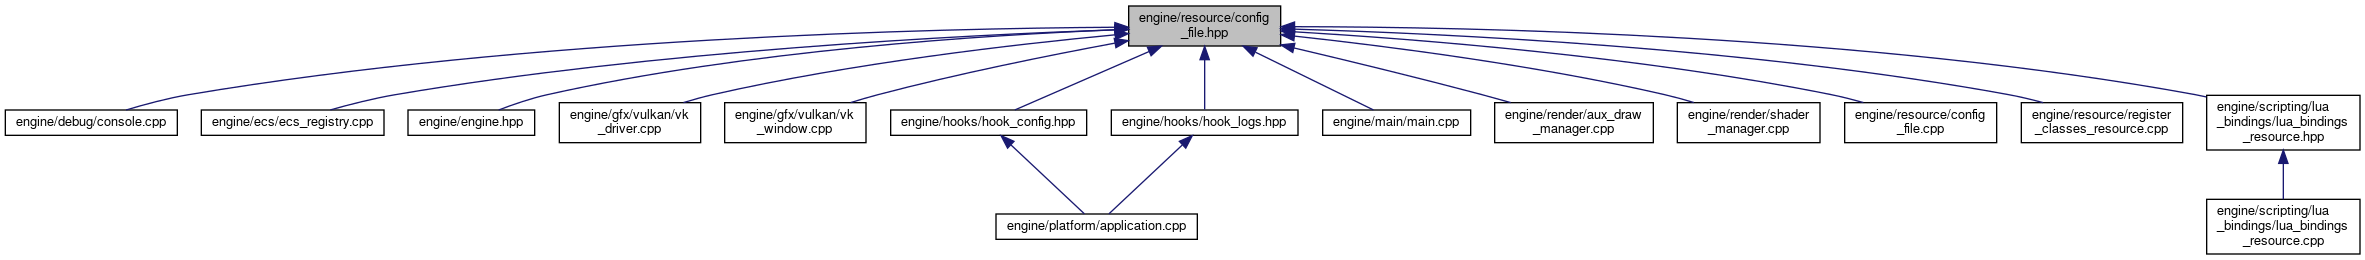 engine/resource/config
_file.hpp
engine/debug/console.cpp
engine/ecs/ecs_registry.cpp
engine/engine.hpp
engine/gfx/vulkan/vk
_driver.cpp
engine/gfx/vulkan/vk
_window.cpp
engine/hooks/hook_config.hpp
engine/hooks/hook_logs.hpp
engine/main/main.cpp
engine/render/aux_draw
_manager.cpp
engine/render/shader
_manager.cpp
engine/resource/config
_file.cpp
engine/resource/register
_classes_resource.cpp
engine/scripting/lua
_bindings/lua_bindings
_resource.hpp
engine/platform/application.cpp
engine/scripting/lua
_bindings/lua_bindings
_resource.cpp